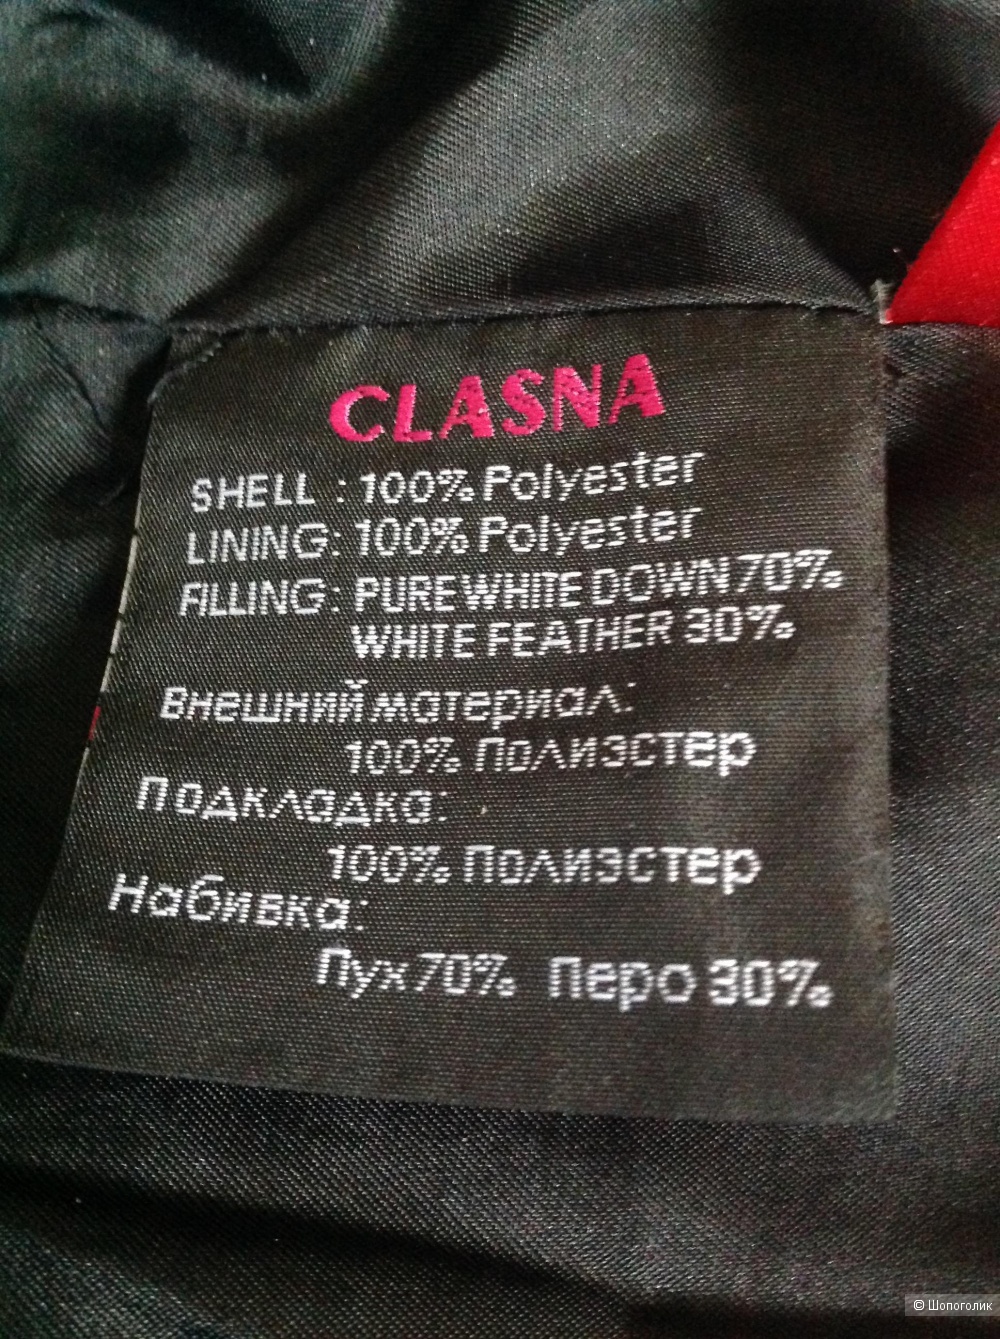 CLASNA
SHELL : 100% Polyester
LINING: 100% Polyester
FILLING: PURE WHITE DOWN 70%
WHITE FEATHER 30%
Внешний материал:
100% Полиэстер
Подкладка:
100% Полиэстер
Набивка:
Пух 70% Перо 30%
© Шопоголик